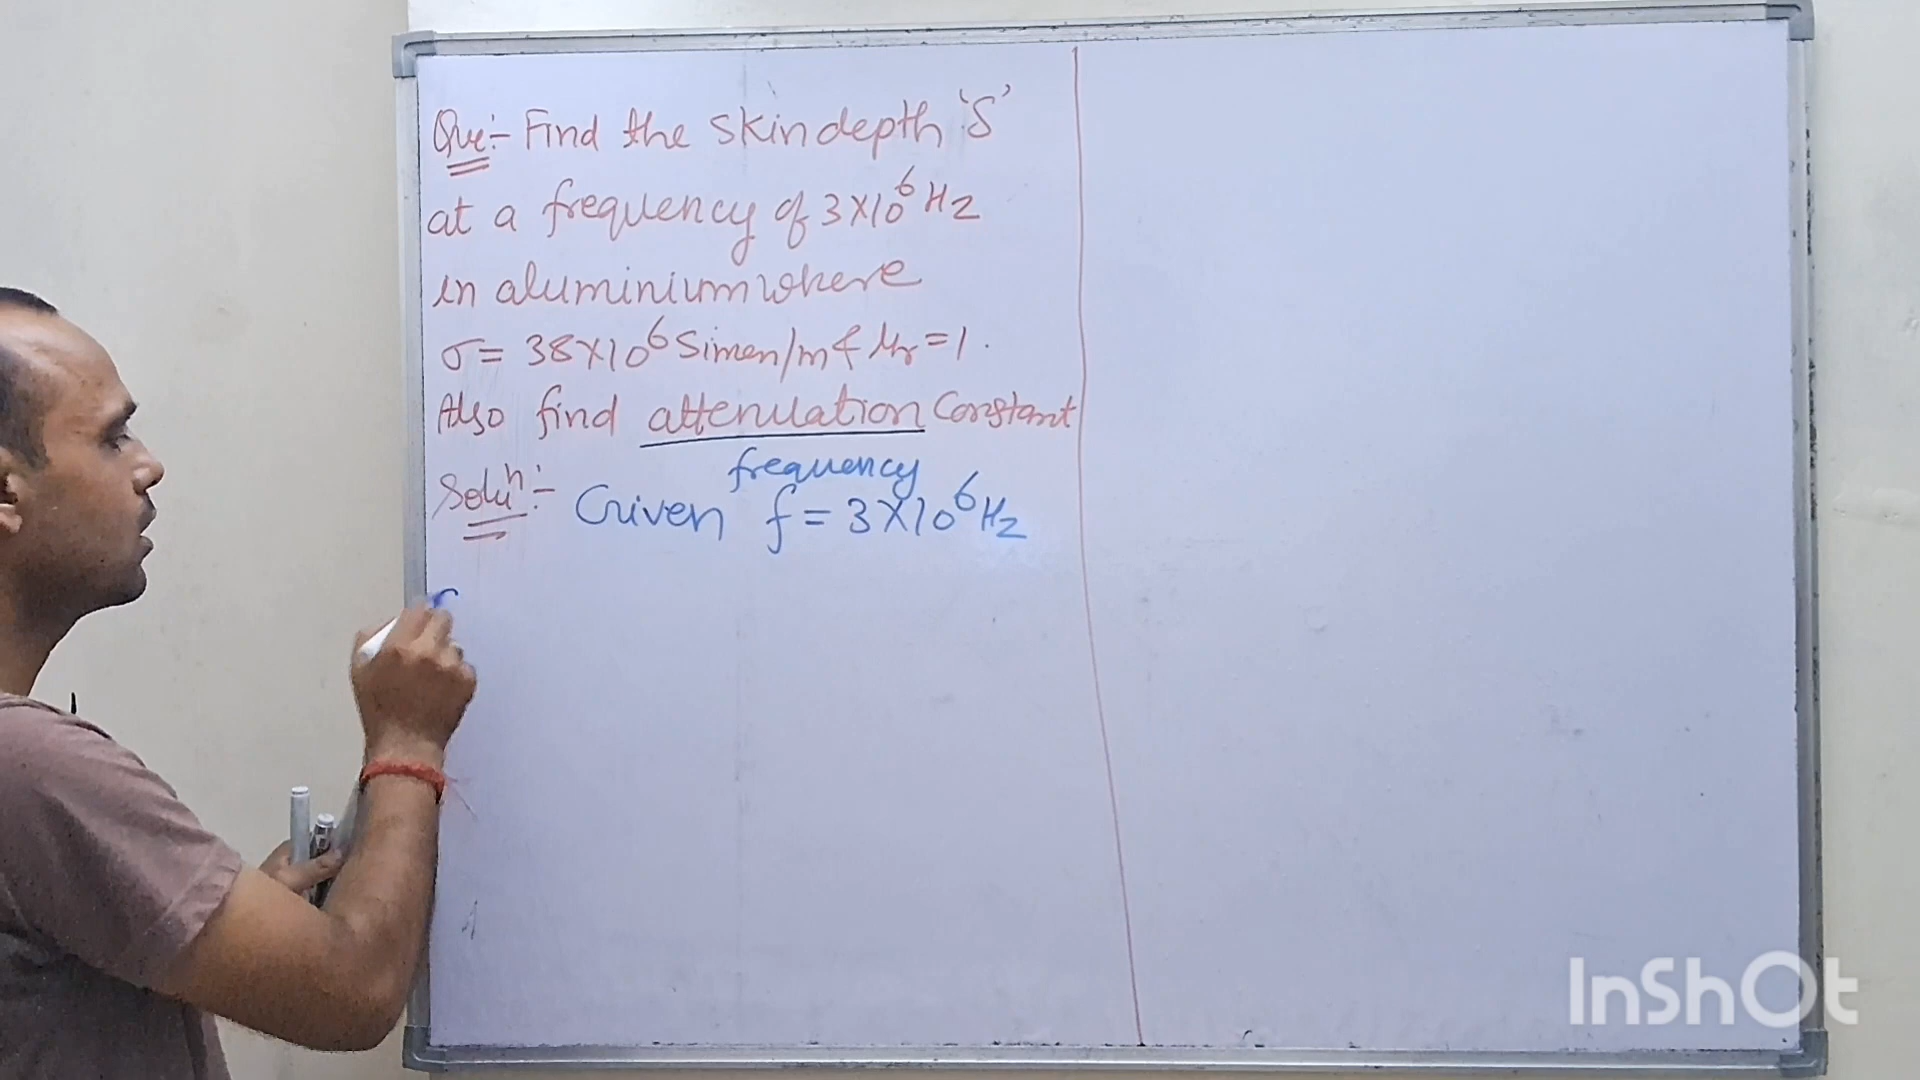 Que:- Find the skin depth 'δ'
at a frequency of 3×10⁶ Hz
in aluminium where
σ = 38×10⁶ Simen/m & μr = 1.
Also find attenuation Constant
Soluⁿ:- Given frequency f = 3×10⁶ Hz
InShOt